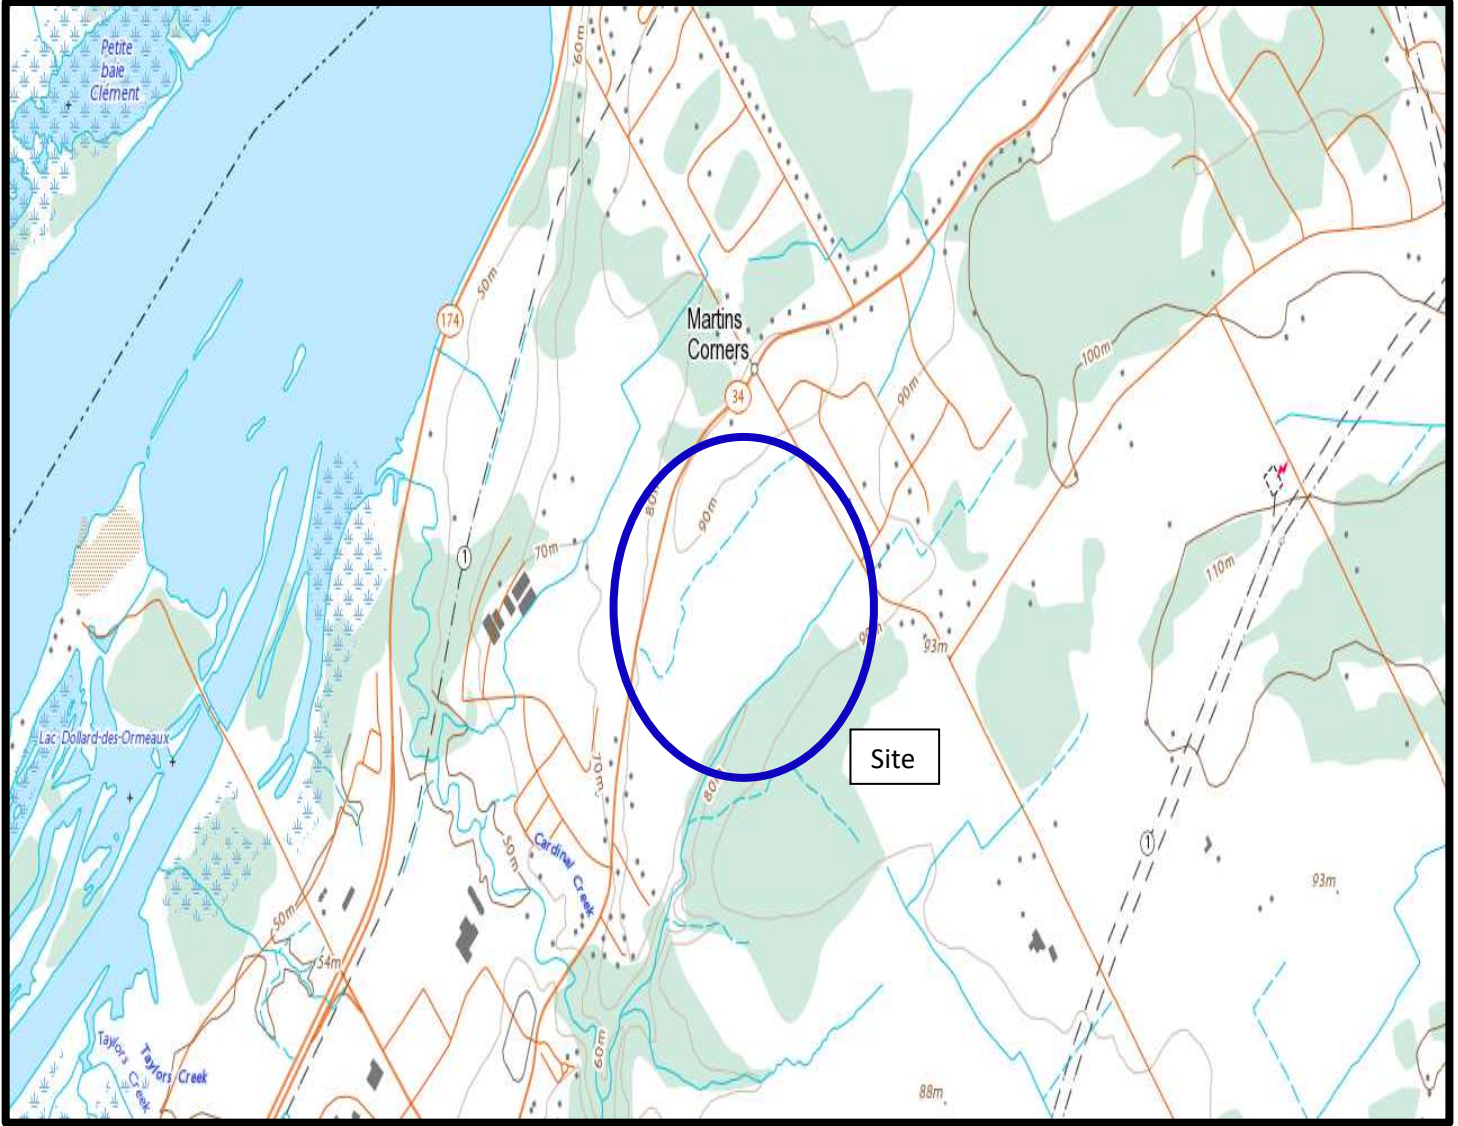 Petite
baie
Clément
60m
50m
174
Martins
Corners
34
90m
100m
80m
90m
70m
1
110m
90m
93m
Lac Dollard-des-Ormeaux
Site
70m
80m
50m
Cardinal Creek
1
93m
50m
54m
60m
Taylors Creek
Taylors Creek
88m